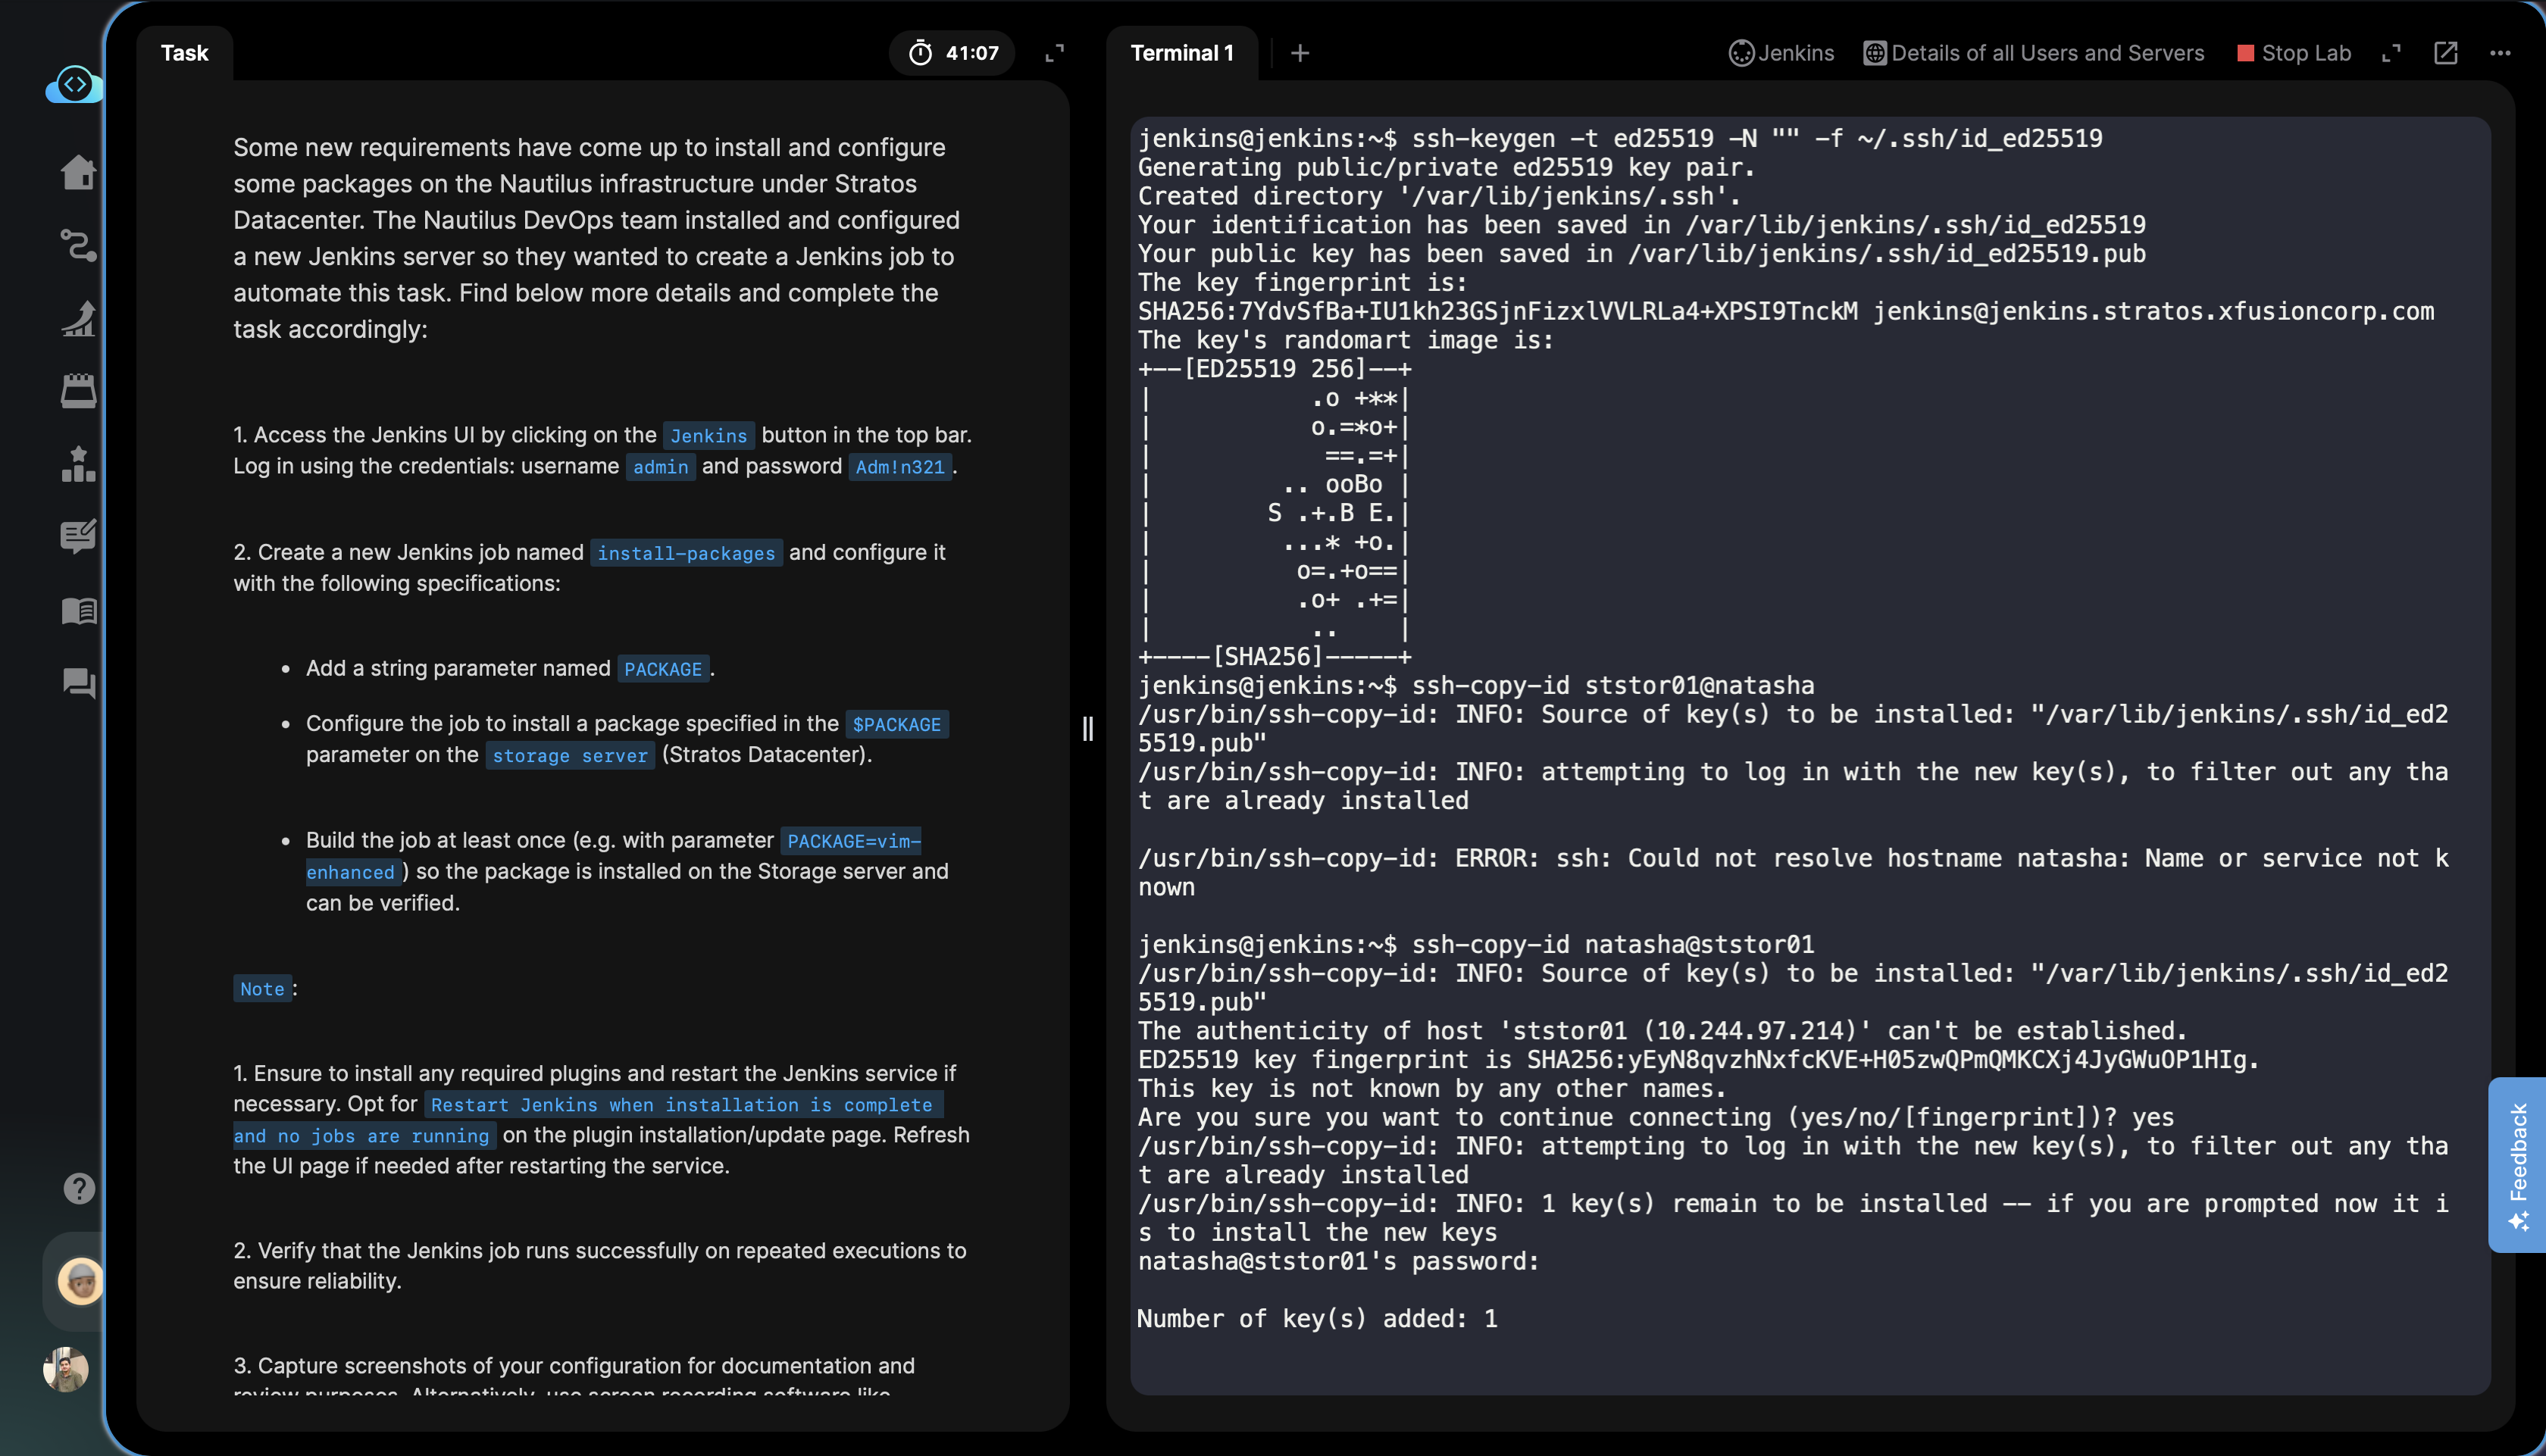 Task
41:07
Some new requirements have come up to install and configure
some packages on the Nautilus infrastructure under Stratos
Datacenter. The Nautilus DevOps team installed and configured
a new Jenkins server so they wanted to create a Jenkins job to
automate this task. Find below more details and complete the
task accordingly:
1. Access the Jenkins UI by clicking on the Jenkins button in the top bar.
Log in using the credentials: username admin and password Adm!n321.
2. Create a new Jenkins job named install-packages and configure it
with the following specifications:
• Add a string parameter named PACKAGE.
• Configure the job to install a package specified in the $PACKAGE
parameter on the storage server (Stratos Datacenter).
• Build the job at least once (e.g. with parameter PACKAGE=vim-
enhanced) so the package is installed on the Storage server and
can be verified.
Note:
1. Ensure to install any required plugins and restart the Jenkins service if
necessary. Opt for Restart Jenkins when installation is complete
and no jobs are running on the plugin installation/update page. Refresh
the UI page if needed after restarting the service.
2. Verify that the Jenkins job runs successfully on repeated executions to
ensure reliability.
3. Capture screenshots of your configuration for documentation and
review purposes. Alternatively, use screen recording software like
Terminal 1
+
Jenkins
Details of all Users and Servers
Stop Lab
jenkins@jenkins:~$ ssh-keygen -t ed25519 -N "" -f ~/.ssh/id_ed25519
Generating public/private ed25519 key pair.
Created directory '/var/lib/jenkins/.ssh'.
Your identification has been saved in /var/lib/jenkins/.ssh/id_ed25519
Your public key has been saved in /var/lib/jenkins/.ssh/id_ed25519.pub
The key fingerprint is:
SHA256:7YdvSfBa+IU1kh23GSjnFizxlVVLRLa4+XPSI9TnckM jenkins@jenkins.stratos.xfusioncorp.com
The key's randomart image is:
+--[ED25519 256]--+
|           .o +**|
|           o.=*o+|
|            ==.=+|
|         .. ooBo |
|        S .+.B E.|
|         ...* +o.|
|          o=.+o==|
|          .o+ .+=|
|           ..    |
+----[SHA256]-----+
jenkins@jenkins:~$ ssh-copy-id ststor01@natasha
/usr/bin/ssh-copy-id: INFO: Source of key(s) to be installed: "/var/lib/jenkins/.ssh/id_ed2
5519.pub"
/usr/bin/ssh-copy-id: INFO: attempting to log in with the new key(s), to filter out any tha
t are already installed
/usr/bin/ssh-copy-id: ERROR: ssh: Could not resolve hostname natasha: Name or service not k
nown
jenkins@jenkins:~$ ssh-copy-id natasha@ststor01
/usr/bin/ssh-copy-id: INFO: Source of key(s) to be installed: "/var/lib/jenkins/.ssh/id_ed2
5519.pub"
The authenticity of host 'ststor01 (10.244.97.214)' can't be established.
ED25519 key fingerprint is SHA256:yEyN8qvzhNxfcKVE+H05zwQPmQMKCXj4JyGWuOP1HIg.
This key is not known by any other names.
Are you sure you want to continue connecting (yes/no/[fingerprint])? yes
/usr/bin/ssh-copy-id: INFO: attempting to log in with the new key(s), to filter out any tha
t are already installed
/usr/bin/ssh-copy-id: INFO: 1 key(s) remain to be installed -- if you are prompted now it i
s to install the new keys
natasha@ststor01's password:
Number of key(s) added: 1
Feedback